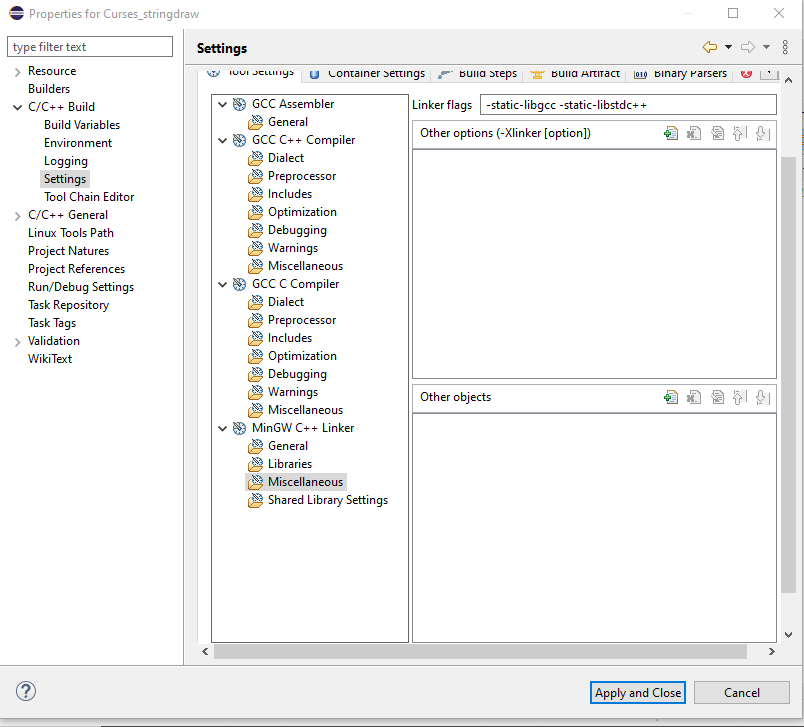 Properties for Curses_stringdraw
type filter text
Resource
Builders
C/C++ Build
Build Variables
Environment
Logging
Settings
Tool Chain Editor
C/C++ General
Linux Tools Path
Project Natures
Project References
Run/Debug Settings
Task Repository
Task Tags
Validation
WikiText
Settings
Tool Settings
Container Settings
Build Steps
Build Artifact
Binary Parsers
GCC Assembler
General
GCC C++ Compiler
Dialect
Preprocessor
Includes
Optimization
Debugging
Warnings
Miscellaneous
GCC C Compiler
Dialect
Preprocessor
Includes
Optimization
Debugging
Warnings
Miscellaneous
MinGW C++ Linker
General
Libraries
Miscellaneous
Shared Library Settings
Linker flags -static-libgcc -static-libstdc++
Other options (-Xlinker [option])
Other objects
Apply and Close
Cancel